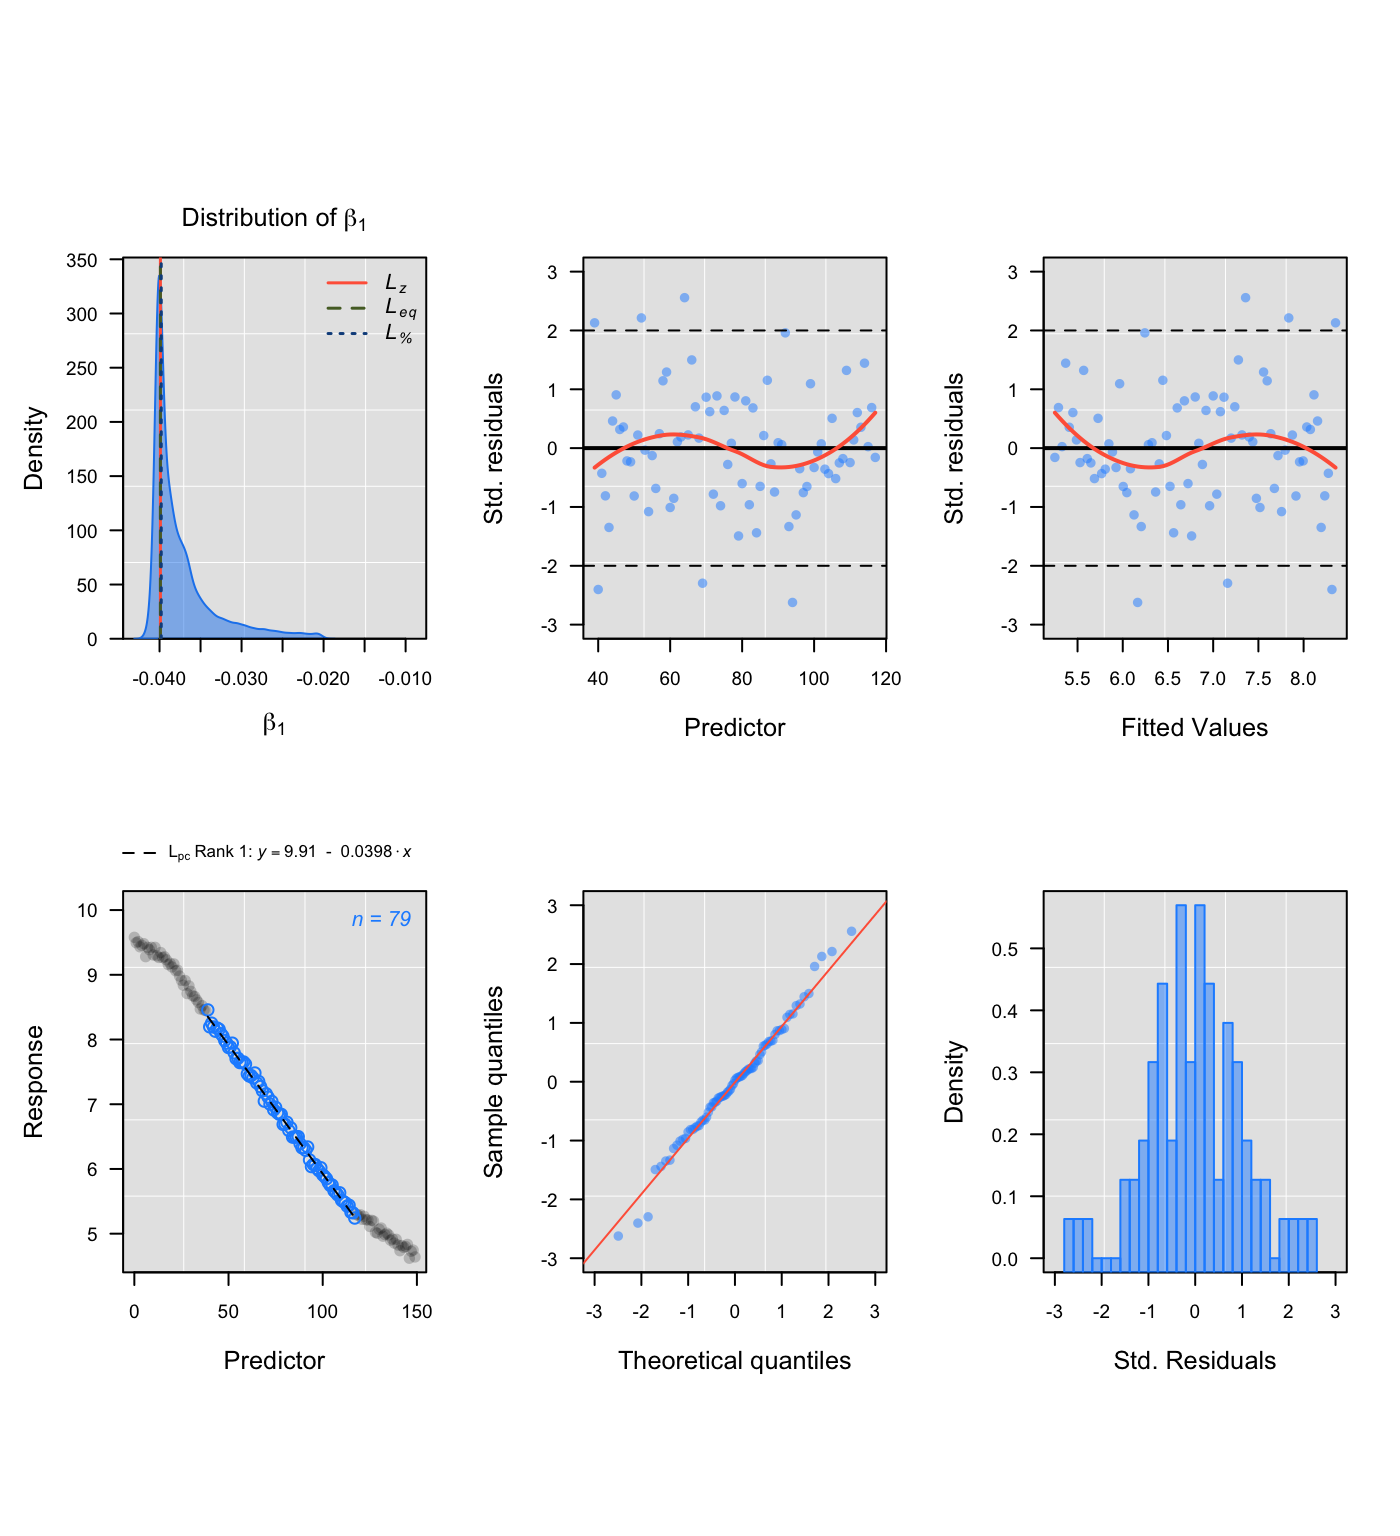 Distribution of β1
350
300
250
200
150
100
50
0
Density
Lz
Leq
L%
-0.040 -0.030 -0.020 -0.010
β1
3
2
1
0
-1
-2
-3
Std. residuals
40 60 80 100 120
Predictor
3
2
1
0
-1
-2
-3
Std. residuals
5.5 6.0 6.5 7.0 7.5 8.0
Fitted Values
Lpc Rank 1: y = 9.91 - 0.0398 · x
n = 79
10
9
8
7
6
5
Response
0 50 100 150
Predictor
3
2
1
0
-1
-2
-3
Sample quantiles
-3 -2 -1 0 1 2 3
Theoretical quantiles
0.5
0.4
0.3
0.2
0.1
0.0
Density
-3 -2 -1 0 1 2 3
Std. Residuals